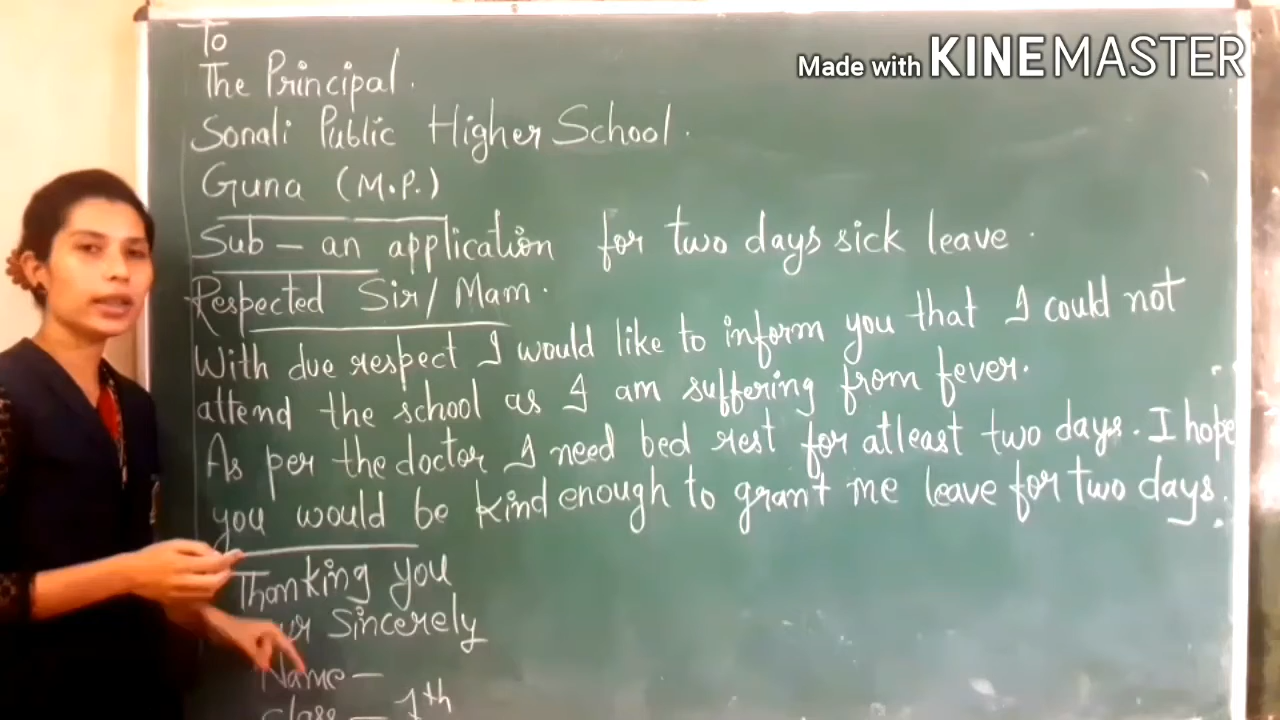 To
The Principal.
Sonali Public Higher School.
Guna (M.P.)
Sub - an application for two days sick leave.
Respected Sir/ Mam.
With due respect I would like to inform you that I could not
attend the school as I am suffering from fever.
As per the doctor I need bed rest for atleast two days. I hope
you would be kind enough to grant me leave for two days.
Thanking you
Sincerely
Name -
Class - 7th
Made with KINEMASTER